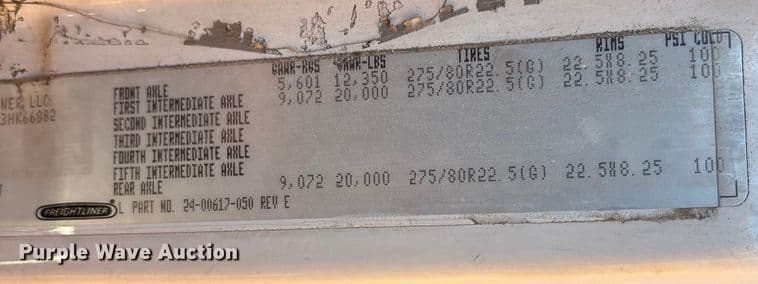 GAWR-KGS GAWR-LBS TIRES RIMS PSI COLD
FRONT AXLE 5,601 12,350 275/80R22.5(G) 22.5X8.25 100
FIRST INTERMEDIATE AXLE 9,072 20,000 275/80R22.5(G) 22.5X8.25 100
SECOND INTERMEDIATE AXLE
THIRD INTERMEDIATE AXLE
FOURTH INTERMEDIATE AXLE
FIFTH INTERMEDIATE AXLE
REAR AXLE 9,072 20,000 275/80R22.5(G) 22.5X8.25 100
NER LLC
3HK66882
FREIGHTLINER
L PART NO. 24-00617-050 REV E
Purple Wave Auction